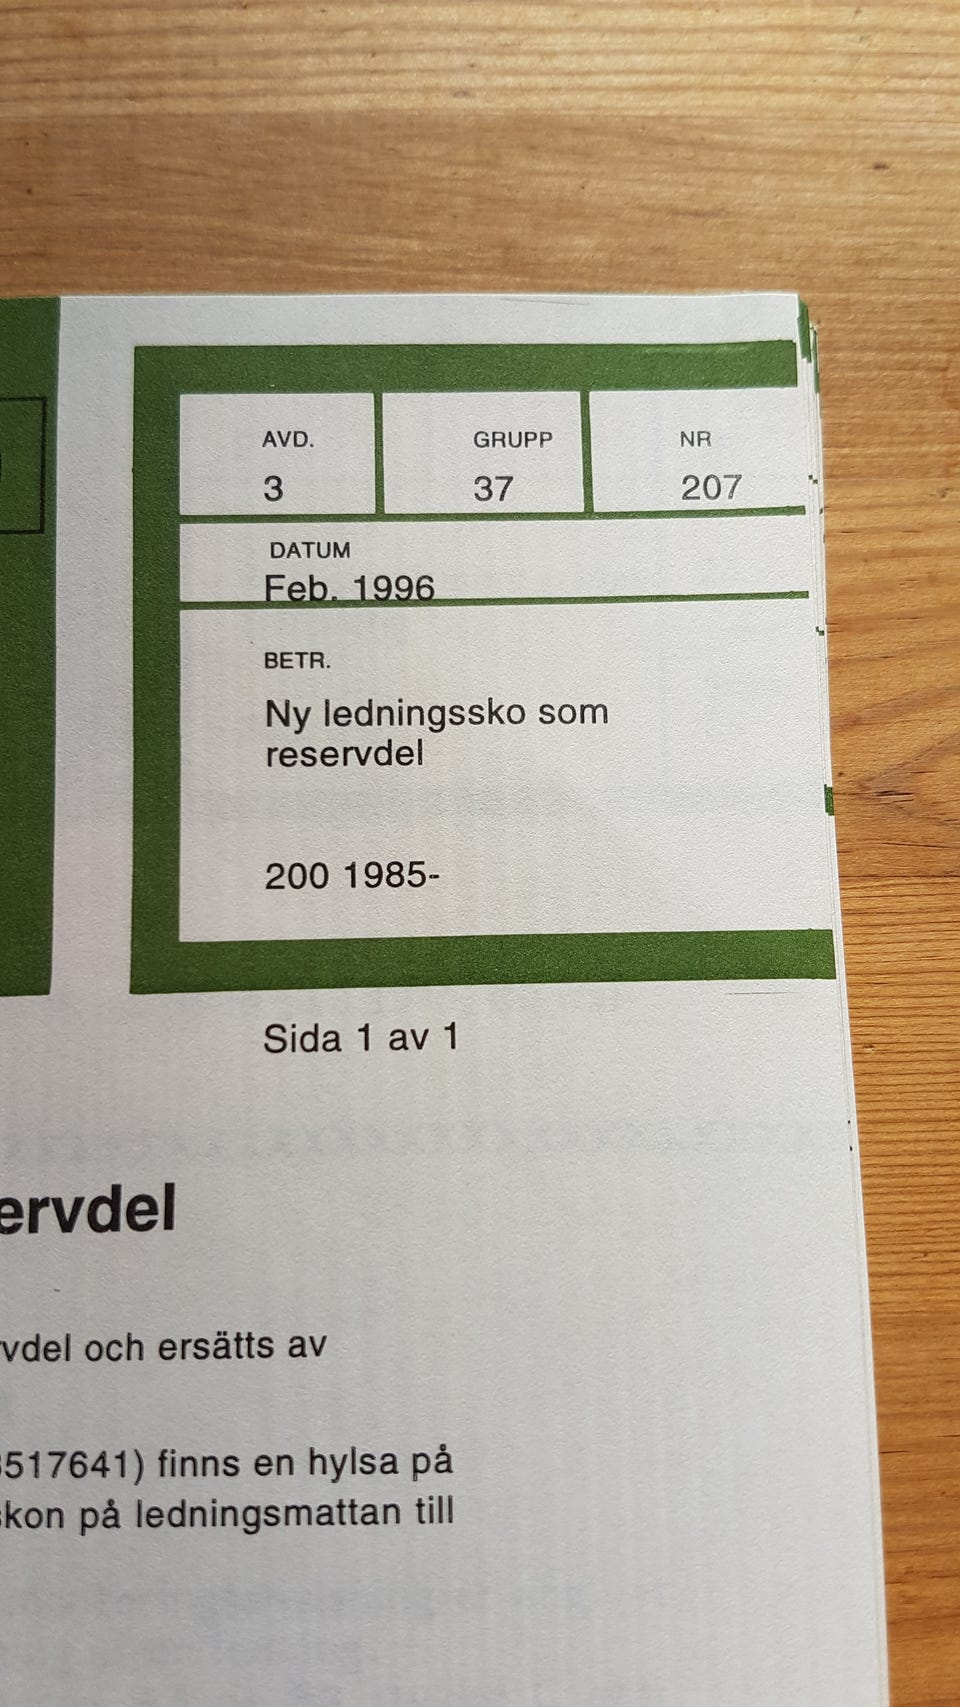 AVD. GRUPP NR
3 37 207
DATUM
Feb. 1996
BETR.
Ny ledningssko som
reservdel
200 1985-
Sida 1 av 1
ervdel
vdel och ersätts av
517641) finns en hylsa på
skon på ledningsmattan till